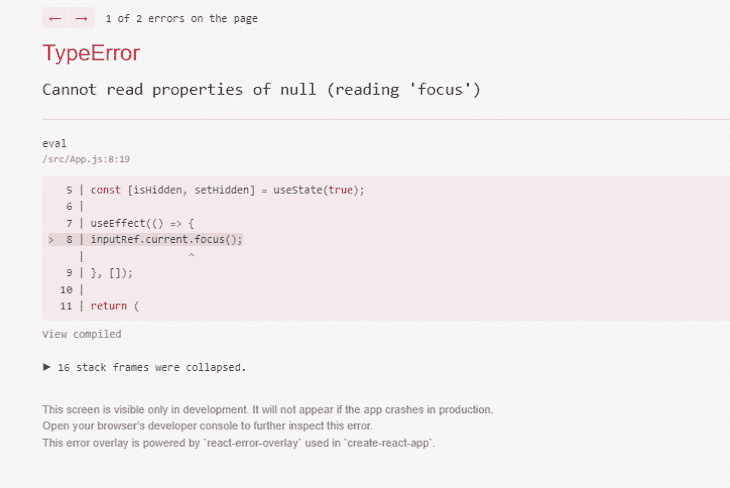 ← → 1 of 2 errors on the page
TypeError
Cannot read properties of null (reading 'focus')
eval
/src/App.js:8:19
5 | const [isHidden, setHidden] = useState(true);
6 |
7 | useEffect(() => {
> 8 | inputRef.current.focus();
| ^
9 | }, []);
10 |
11 | return (
View compiled
▶ 16 stack frames were collapsed.
This screen is visible only in development. It will not appear if the app crashes in production.
Open your browser's developer console to further inspect this error.
This error overlay is powered by `react-error-overlay` used in `create-react-app`.